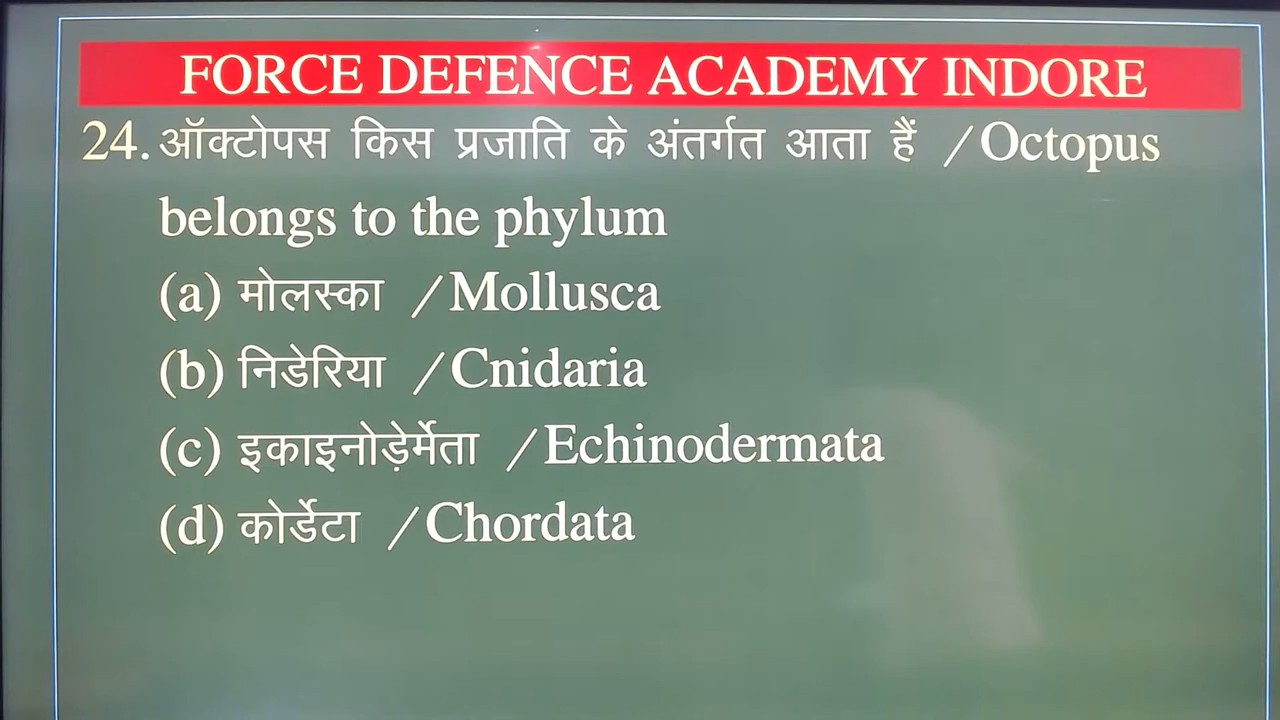 FORCE DEFENCE ACADEMY INDORE
24. ऑक्टोपस किस प्रजाति के अंतर्गत आता हैं /Octopus
belongs to the phylum
(a) मोलस्का /Mollusca
(b) निडेरिया /Cnidaria
(c) इकाइनोड़ेर्मेता /Echinodermata
(d) कोर्डेटा /Chordata